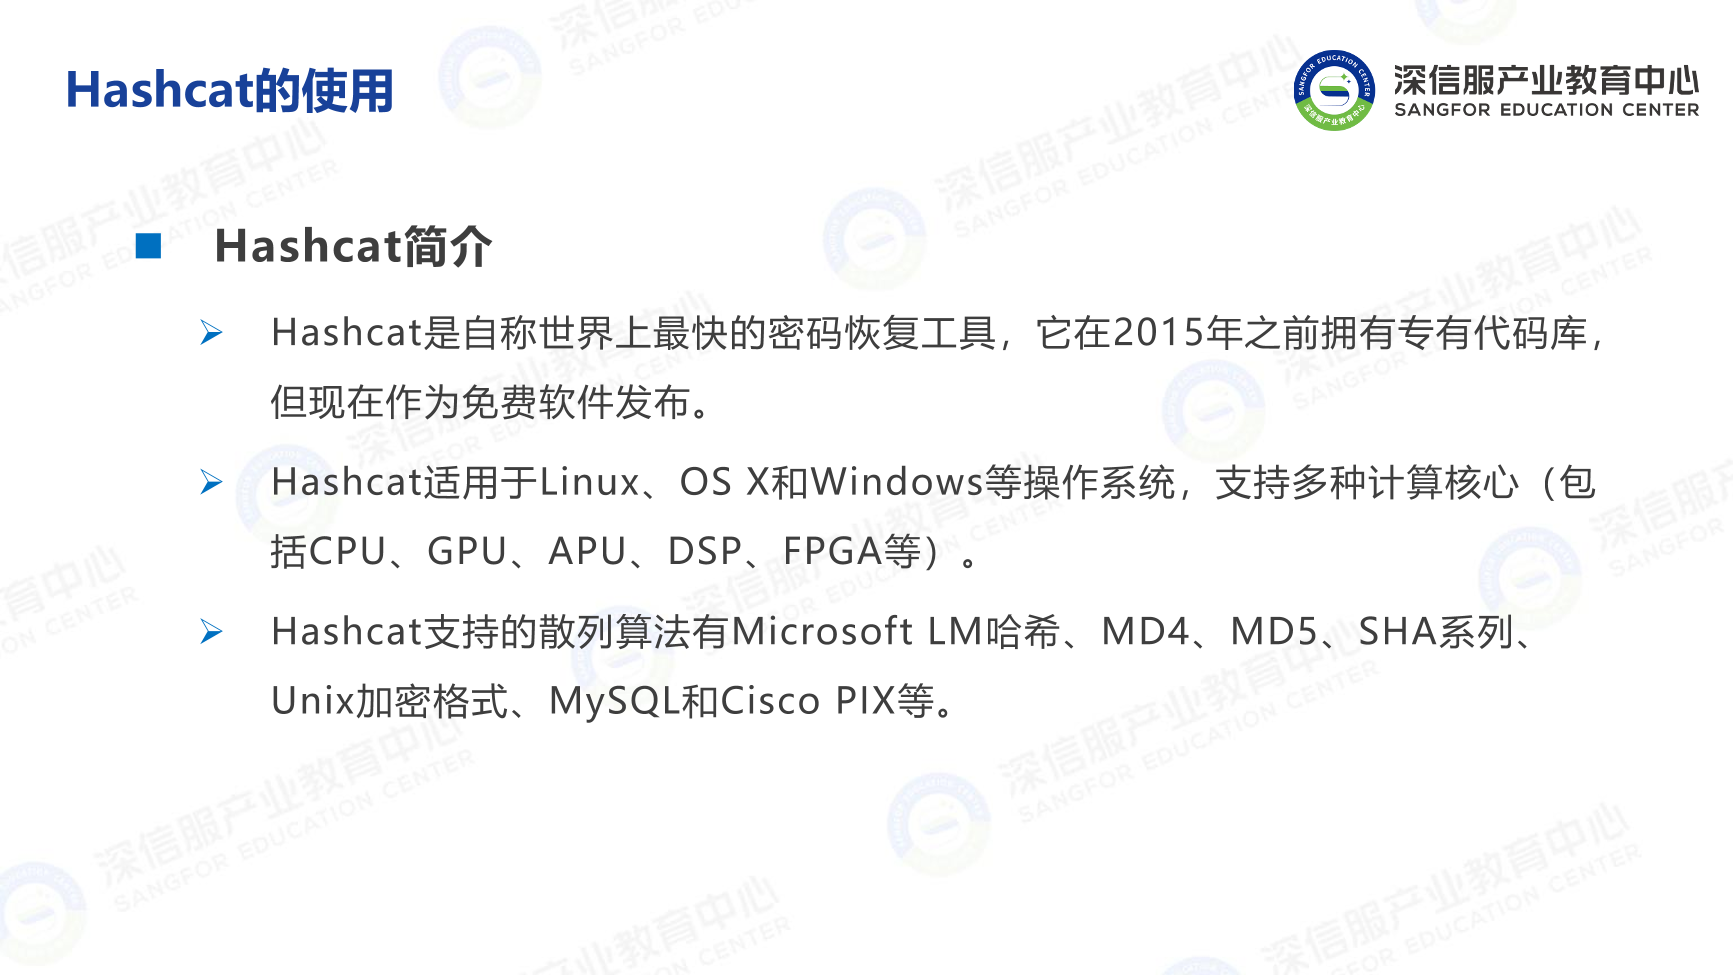 Hashcat的使用
深信服产业教育中心
SANGFOR EDUCATION CENTER
Hashcat简介
Hashcat是自称世界上最快的密码恢复工具，它在2015年之前拥有专有代码库，
但现在作为免费软件发布。
Hashcat适用于Linux、OS X和Windows等操作系统，支持多种计算核心（包
括CPU、GPU、APU、DSP、FPGA等）。
Hashcat支持的散列算法有Microsoft LM哈希、MD4、MD5、SHA系列、
Unix加密格式、MySQL和Cisco PIX等。